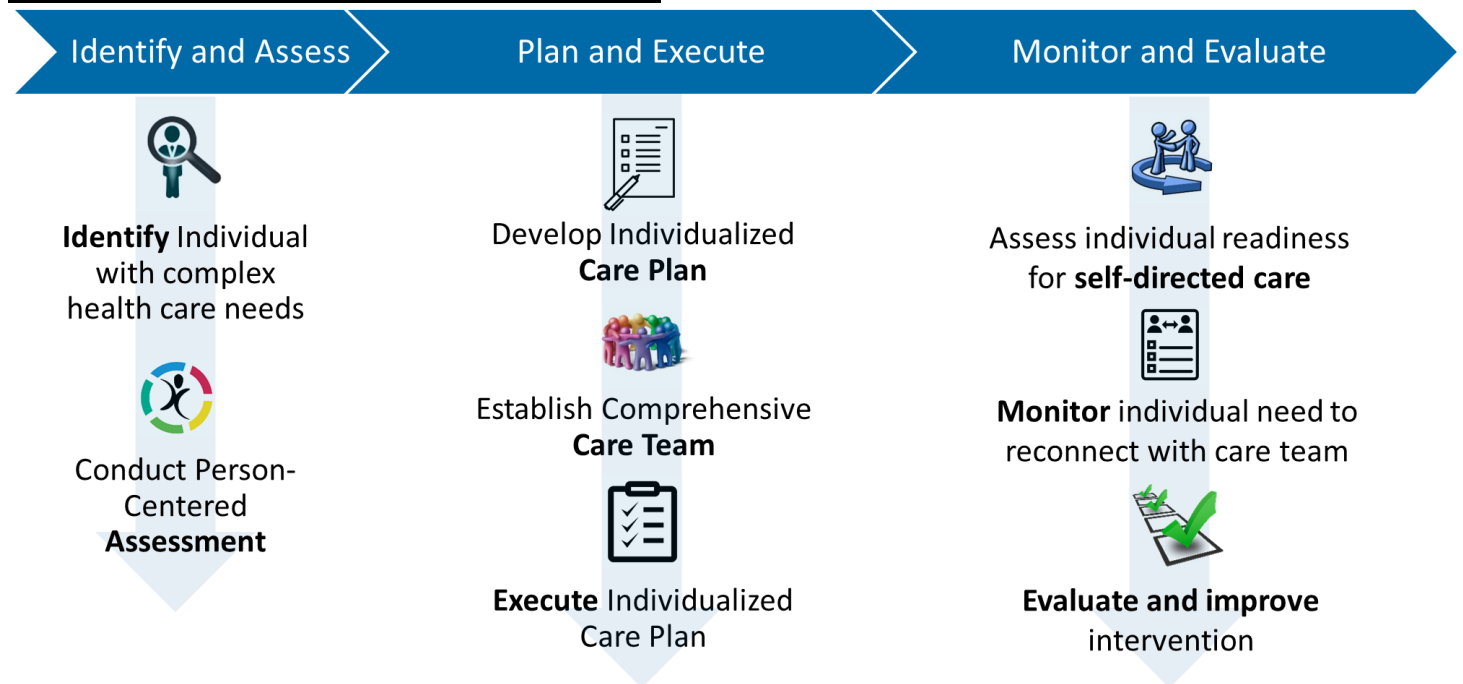 Identify and Assess
Plan and Execute
Monitor and Evaluate
Identify Individual
with complex
health care needs
Conduct Person-
Centered
Assessment
Develop Individualized
Care Plan
Establish Comprehensive
Care Team
Execute Individualized
Care Plan
Assess individual readiness
for self-directed care
Monitor individual need to
reconnect with care team
Evaluate and improve
intervention